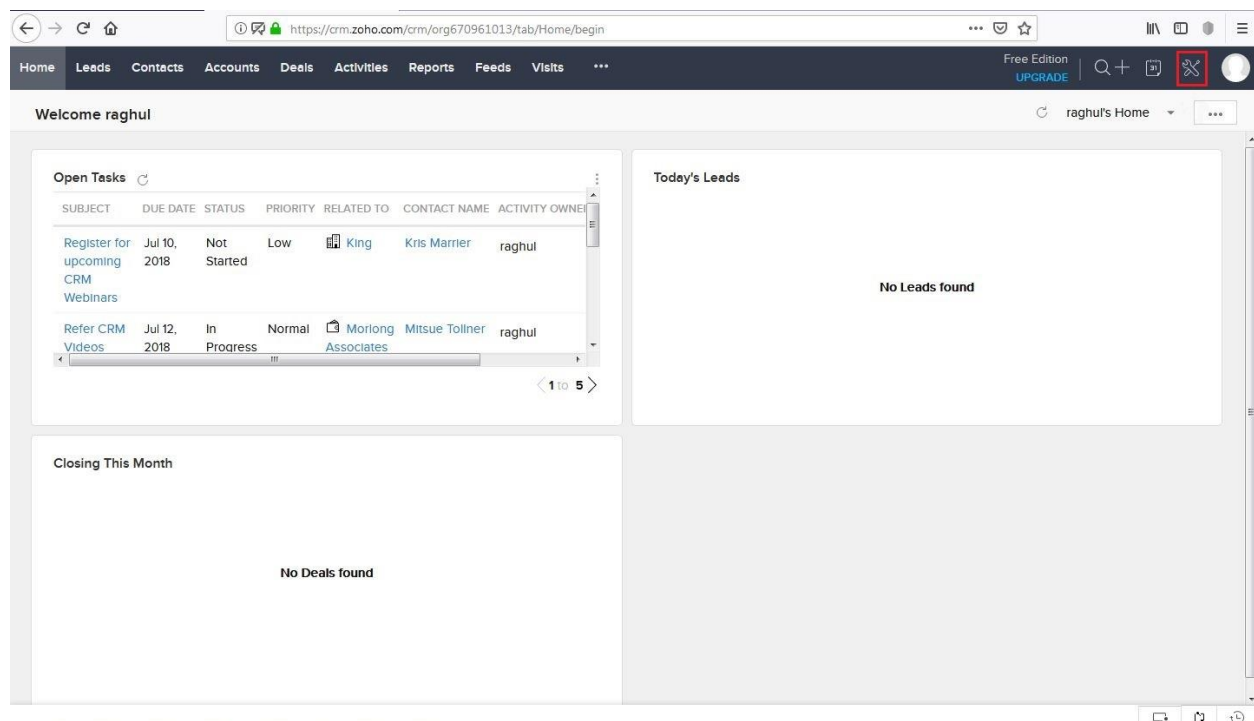 https://crm.zoho.com/crm/org670961013/tab/Home/begin
Home Leads Contacts Accounts Deals Activities Reports Feeds Visits ••• Free Edition
UPGRADE
31
Welcome raghul
raghul's Home
Open Tasks
SUBJECT DUE DATE STATUS PRIORITY RELATED TO CONTACT NAME ACTIVITY OWNE
Register for Jul 10, Not Low King Kris Marrier raghul
upcoming 2018 Started
CRM
Webinars
Refer CRM Jul 12, In Normal Morlong Mitsue Tollner raghul
Videos 2018 Progress Associates
1 to 5
Today's Leads
No Leads found
Closing This Month
No Deals found